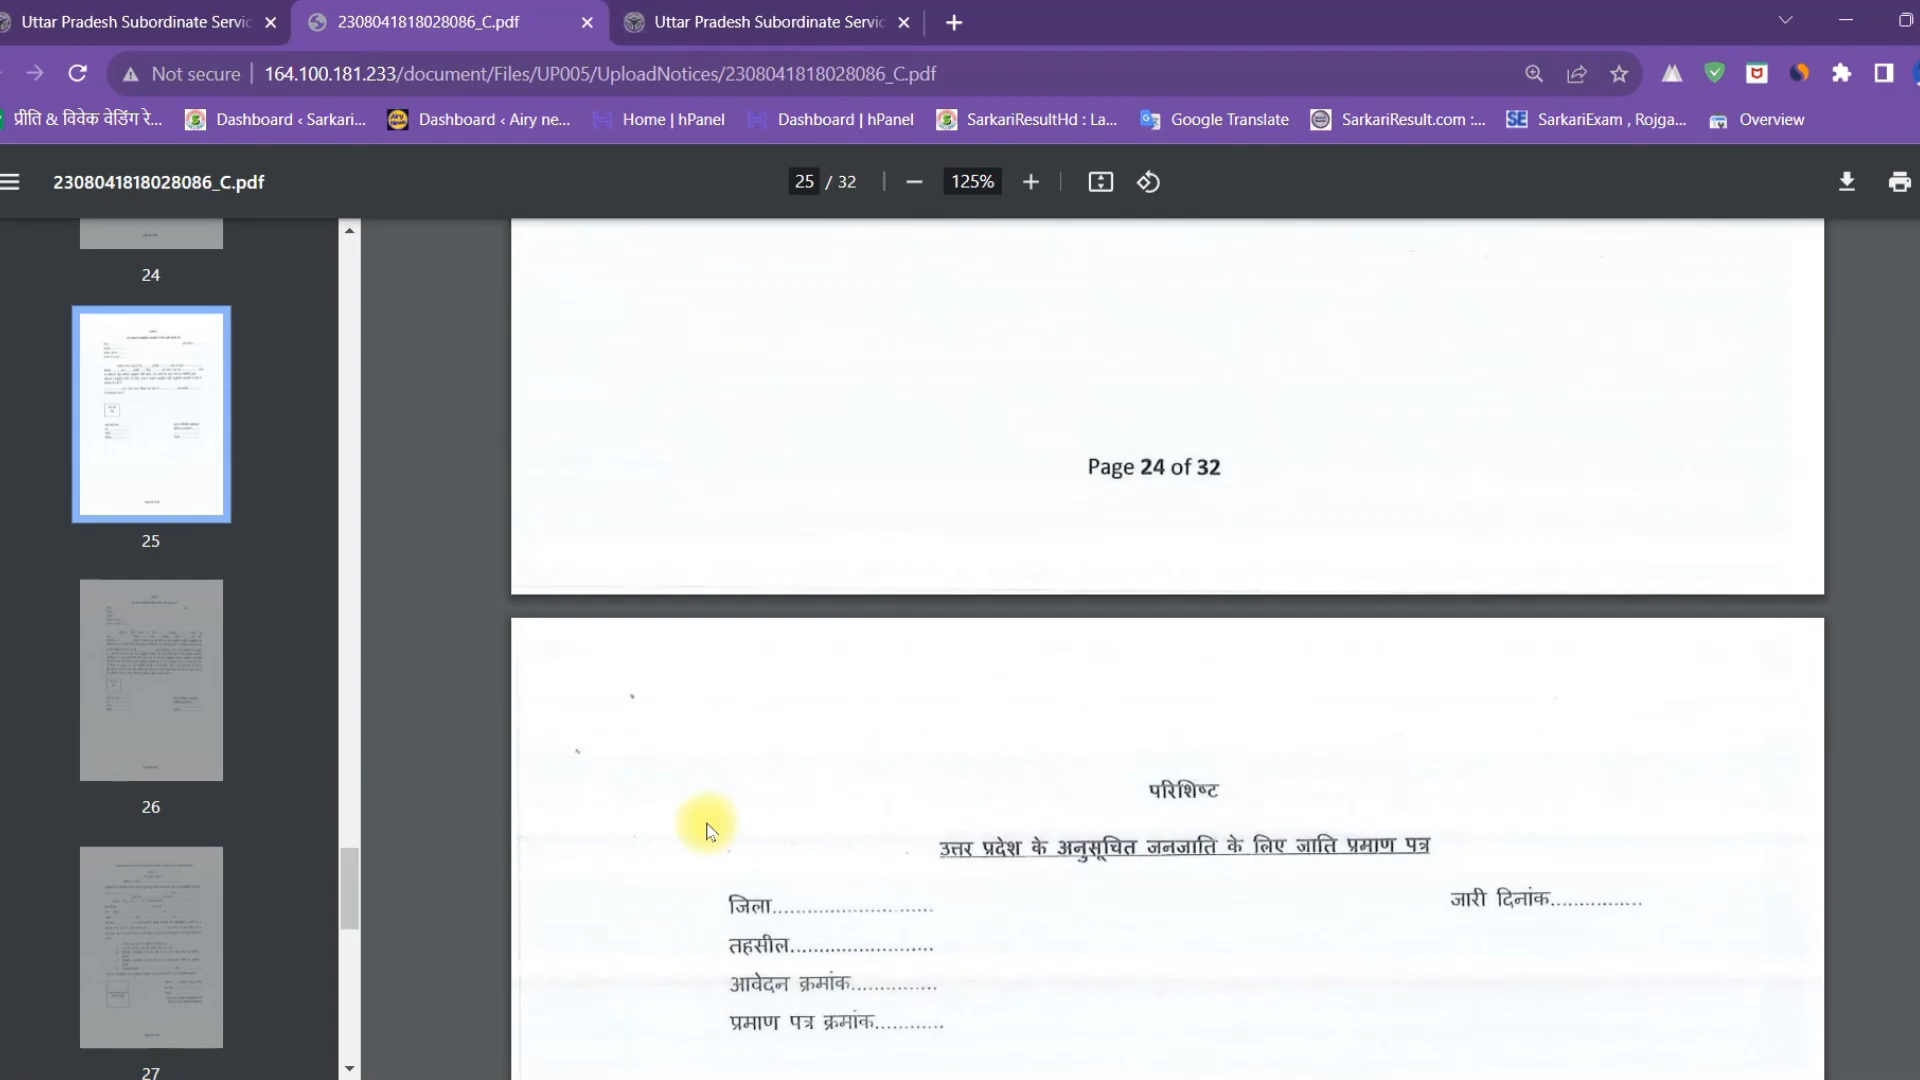 Uttar Pradesh Subordinate Servic
2308041818028086_C.pdf
Uttar Pradesh Subordinate Servic
Not secure
164.100.181.233/document/Files/UP005/UploadNotices/2308041818028086_C.pdf
प्रीति & विवेक वेडिंग रे...
Dashboard ‹ Sarkari...
Dashboard ‹ Airy ne...
Home | hPanel
Dashboard | hPanel
SarkariResultHd : La...
Google Translate
SarkariResult.com :...
SarkariExam , Rojga...
Overview
2308041818028086_C.pdf
25 / 32
125%
24
25
26
27
Page 24 of 32
परिशिष्ट
उत्तर प्रदेश के अनुसूचित जनजाति के लिए जाति प्रमाण पत्र
जिला..........................
जारी दिनांक................
तहसील.......................
आवेदन क्रमांक..............
प्रमाण पत्र क्रमांक............